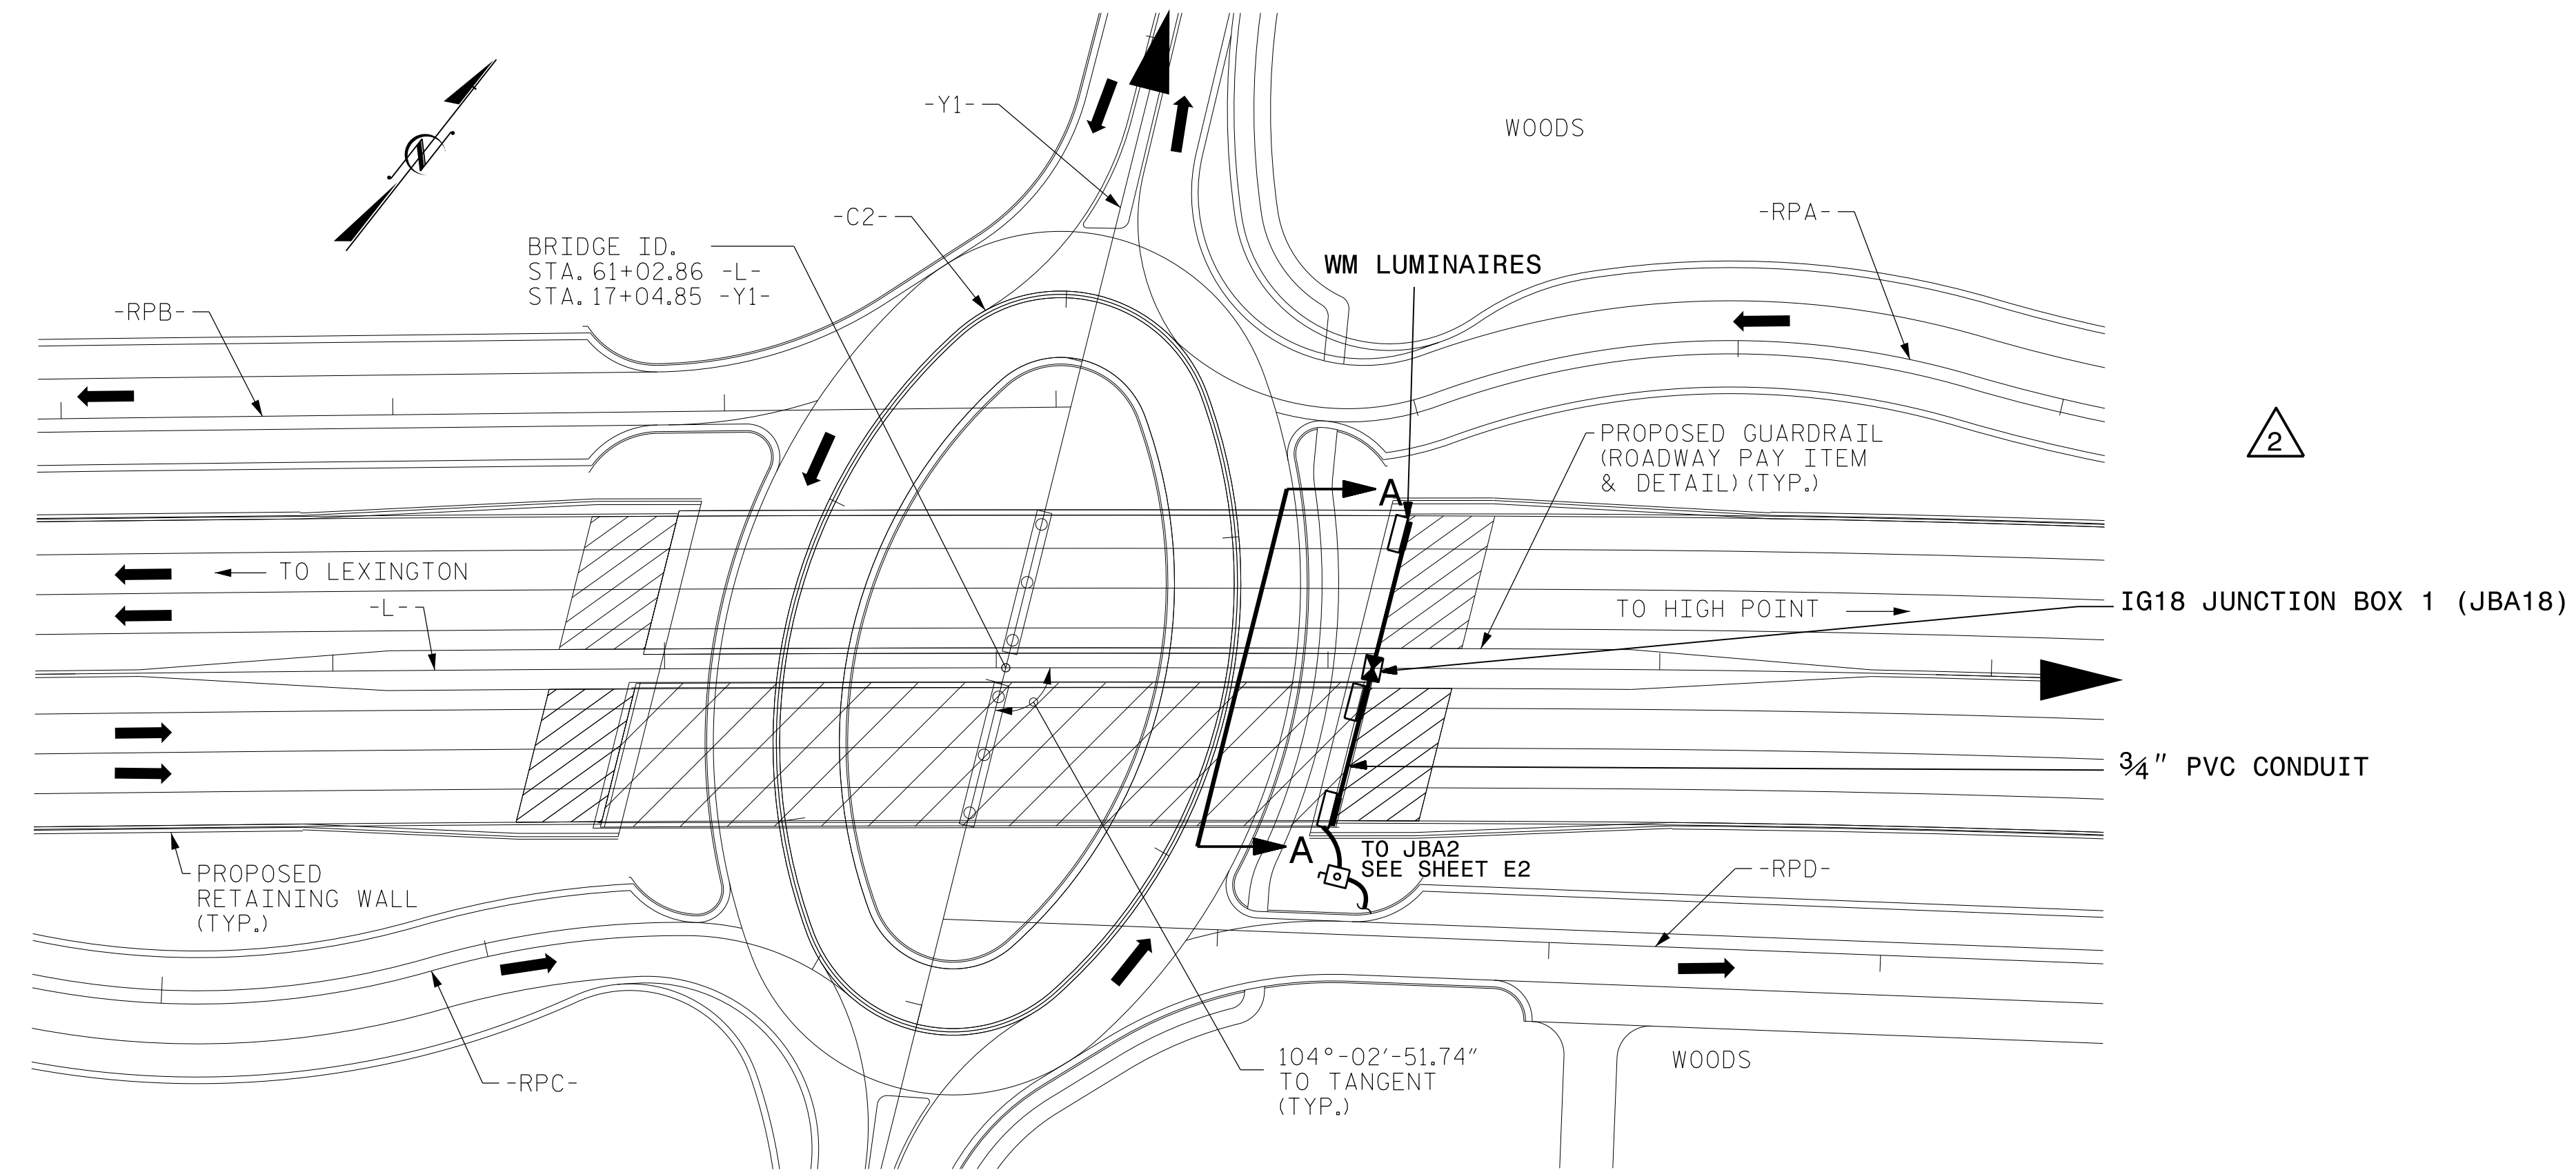 -Y1-
WOODS
-C2-
-RPA-
BRIDGE ID.
STA. 61+02.86 -L-
STA. 17+04.85 -Y1-
WM LUMINAIRES
-RPB-
N
PROPOSED GUARDRAIL
(ROADWAY PAY ITEM
& DETAIL) (TYP.)
2
A
TO LEXINGTON
-L-
TO HIGH POINT
IG18 JUNCTION BOX 1 (JBA18)
¾" PVC CONDUIT
A
TO JBA2
SEE SHEET E2
PROPOSED
RETAINING WALL
(TYP.)
-RPD-
-RPC-
104°-02'-51.74"
TO TANGENT
(TYP.)
WOODS